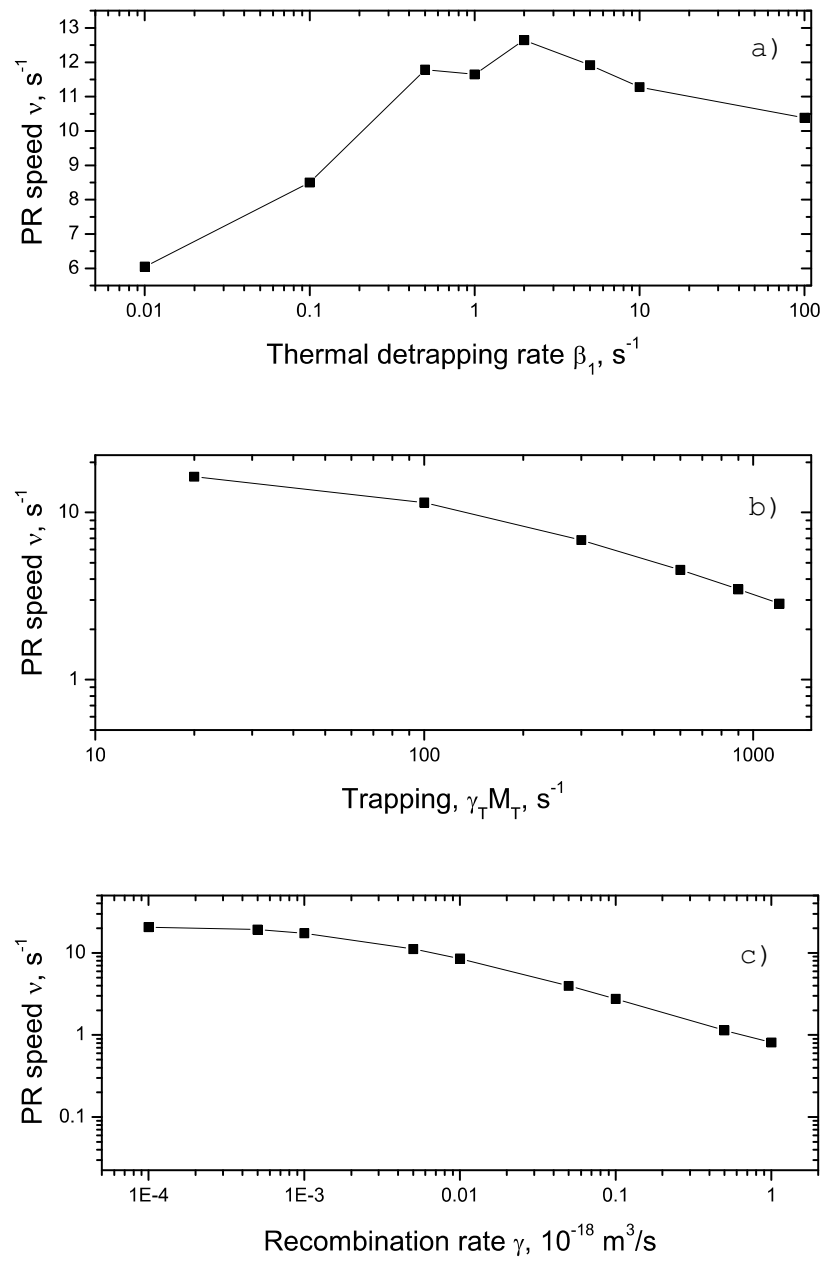 13
12
11
10
9
8
7
6
PR speed ν, s⁻¹
a)
0.01 0.1 1 10 100
Thermal detrapping rate β₁, s⁻¹
10
1
PR speed ν, s⁻¹
b)
10 100 1000
Trapping, γ_TM_T, s⁻¹
10
1
0.1
PR speed ν, s⁻¹
c)
1E-4 1E-3 0.01 0.1 1
Recombination rate γ, 10⁻¹⁸ m³/s